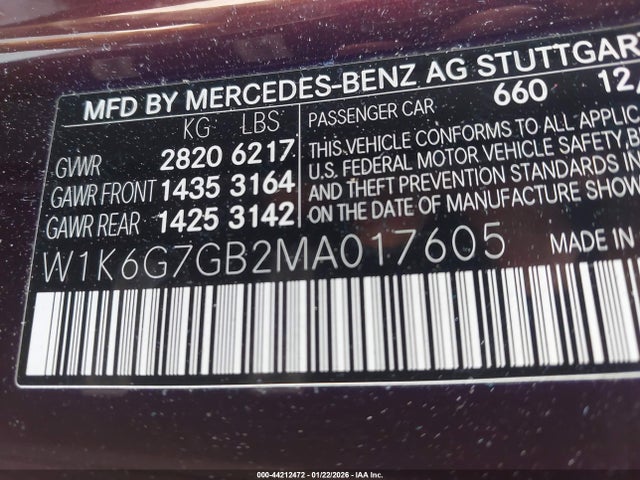 MFD BY MERCEDES-BENZ AG STUTTGART
KG LBS
GVWR 2820 6217
GAWR FRONT 1435 3164
GAWR REAR 1425 3142
PASSENGER CAR 660 12
THIS VEHICLE CONFORMS TO ALL APPLIC
U.S. FEDERAL MOTOR VEHICLE SAFETY, B
AND THEFT PREVENTION STANDARDS IN
ON THE DATE OF MANUFACTURE SHOW
W1K6G7GB2MA017605 MADE IN
000-44212472 - 01/22/2026 - IAA Inc.